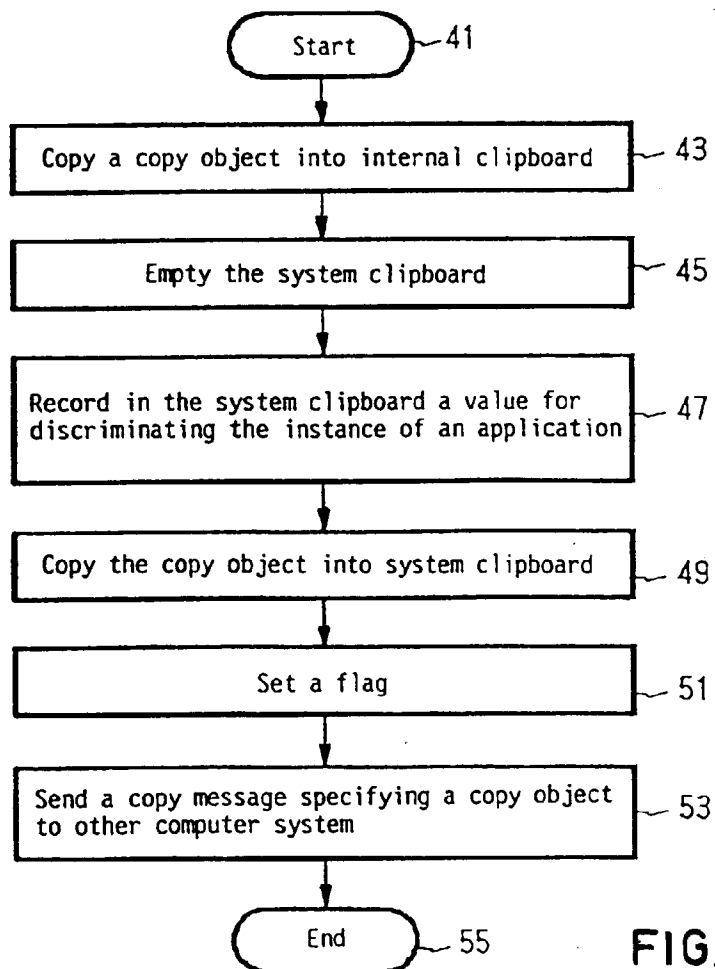 Start
41
Copy a copy object into internal clipboard
43
Empty the system clipboard
45
Record in the system clipboard a value for
discriminating the instance of an application
47
Copy the copy object into system clipboard
49
Set a flag
51
Send a copy message specifying a copy object
to other computer system
53
End
55
FIG.